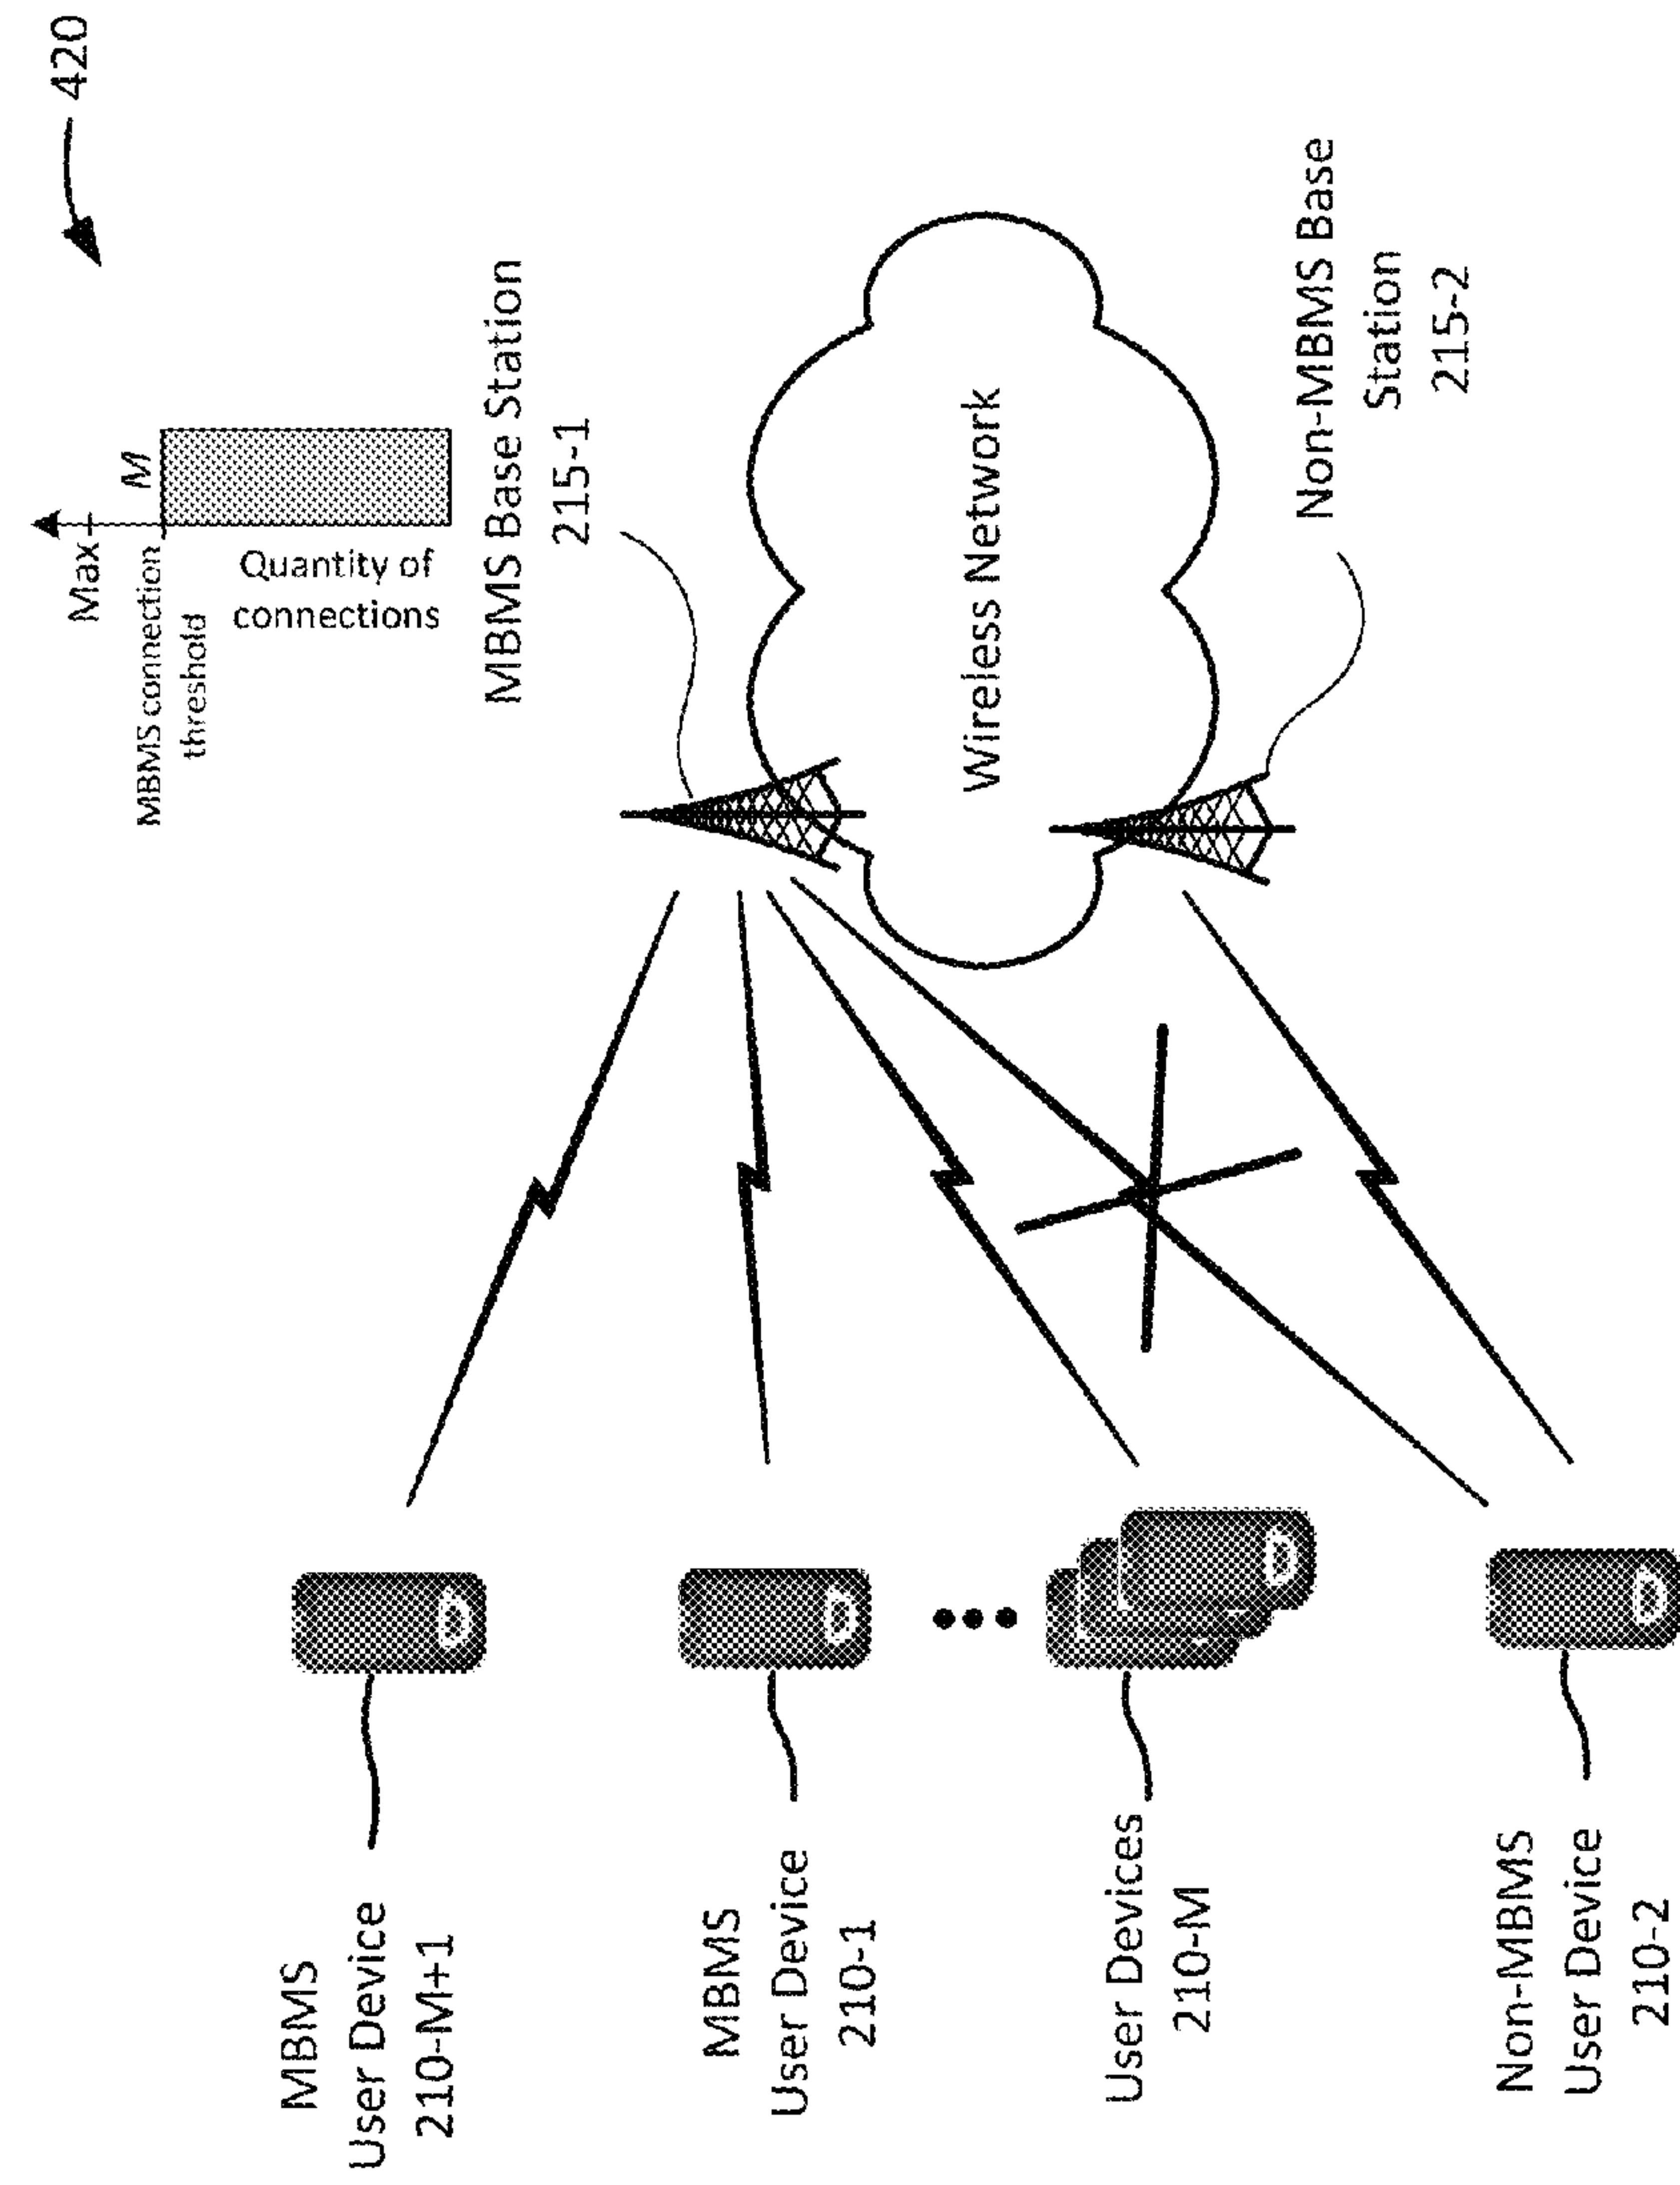 420
Max
M
MBMS connection
threshold
Quantity of
connections
MBMS Base Station
215-1
MBMS
User Device
210-M+1
MBMS
User Device
210-1
Wireless Network
User Devices
210-M
Non-MBMS Base
Station
215-2
Non-MBMS
User Device
210-2